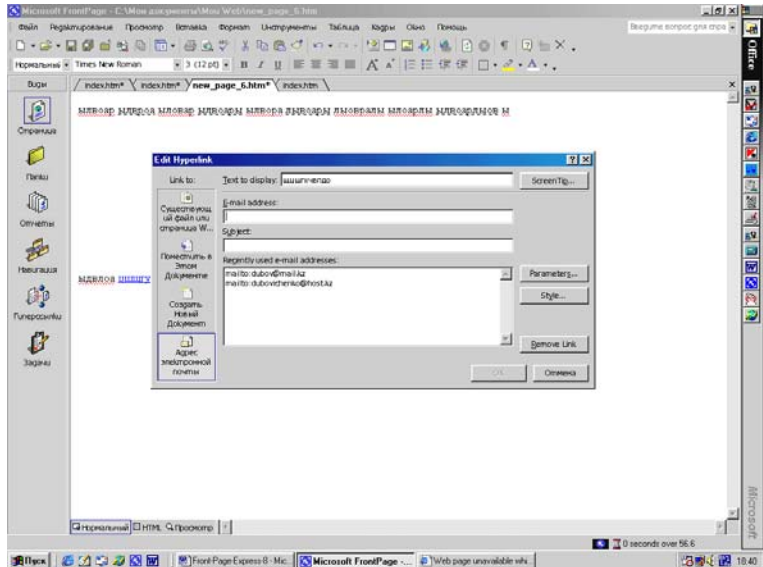 Microsoft FrontPage - C:\Мои документы\Мои Web\new_page_6.htm
Файл Редактирование Просмотр Вставка Формат Инструменты Таблица Кадры Окно Помощь
Нормальный Times New Roman 3 (12 pt)
Виды index.htm* index.htm* new_page_6.htm* index.htm
Страница
Папки
Отчеты
Навигация
Гиперссылки
Задачи
Edit Hyperlink
Link to: Text to display: ScreenTip...
Существующ
ий файл или
страница W...
E-mail address:
Subject:
Поместить в
Этом
Документе
Recently used e-mail addresses:
mailto:dubov@mail.kz
mailto:dubovichenko@host.kz
Parameters...
Style...
Создать
Новый
Документ
Адрес
электронной
почты
Remove Link
OK Отмена
Нормальный HTML Просмотр
0 seconds over 56.6
Пуск Front-Page Express-8 - Mic... Microsoft FrontPage -... Web page unavailable whi... 18:40
Office
Microsoft